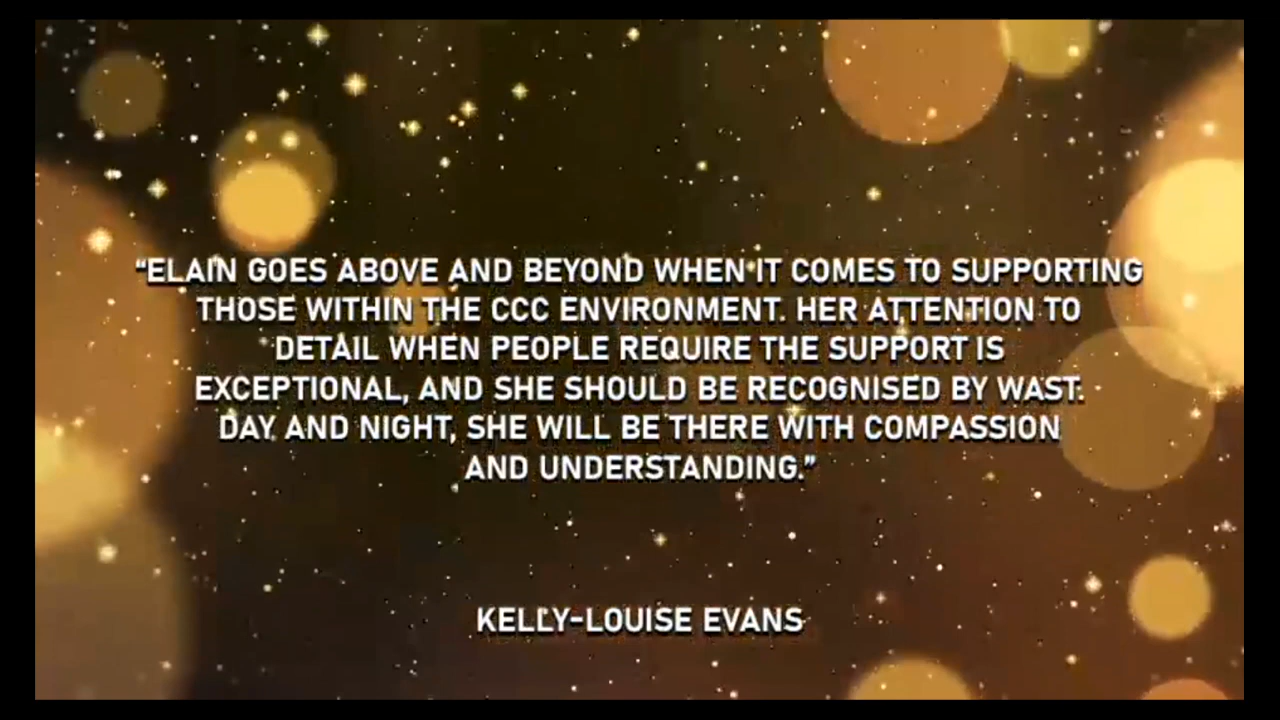 “ELAIN GOES ABOVE AND BEYOND WHEN IT COMES TO SUPPORTING
THOSE WITHIN THE CCC ENVIRONMENT. HER ATTENTION TO
DETAIL WHEN PEOPLE REQUIRE THE SUPPORT IS
EXCEPTIONAL, AND SHE SHOULD BE RECOGNISED BY WAST.
DAY AND NIGHT, SHE WILL BE THERE WITH COMPASSION
AND UNDERSTANDING.”
KELLY-LOUISE EVANS